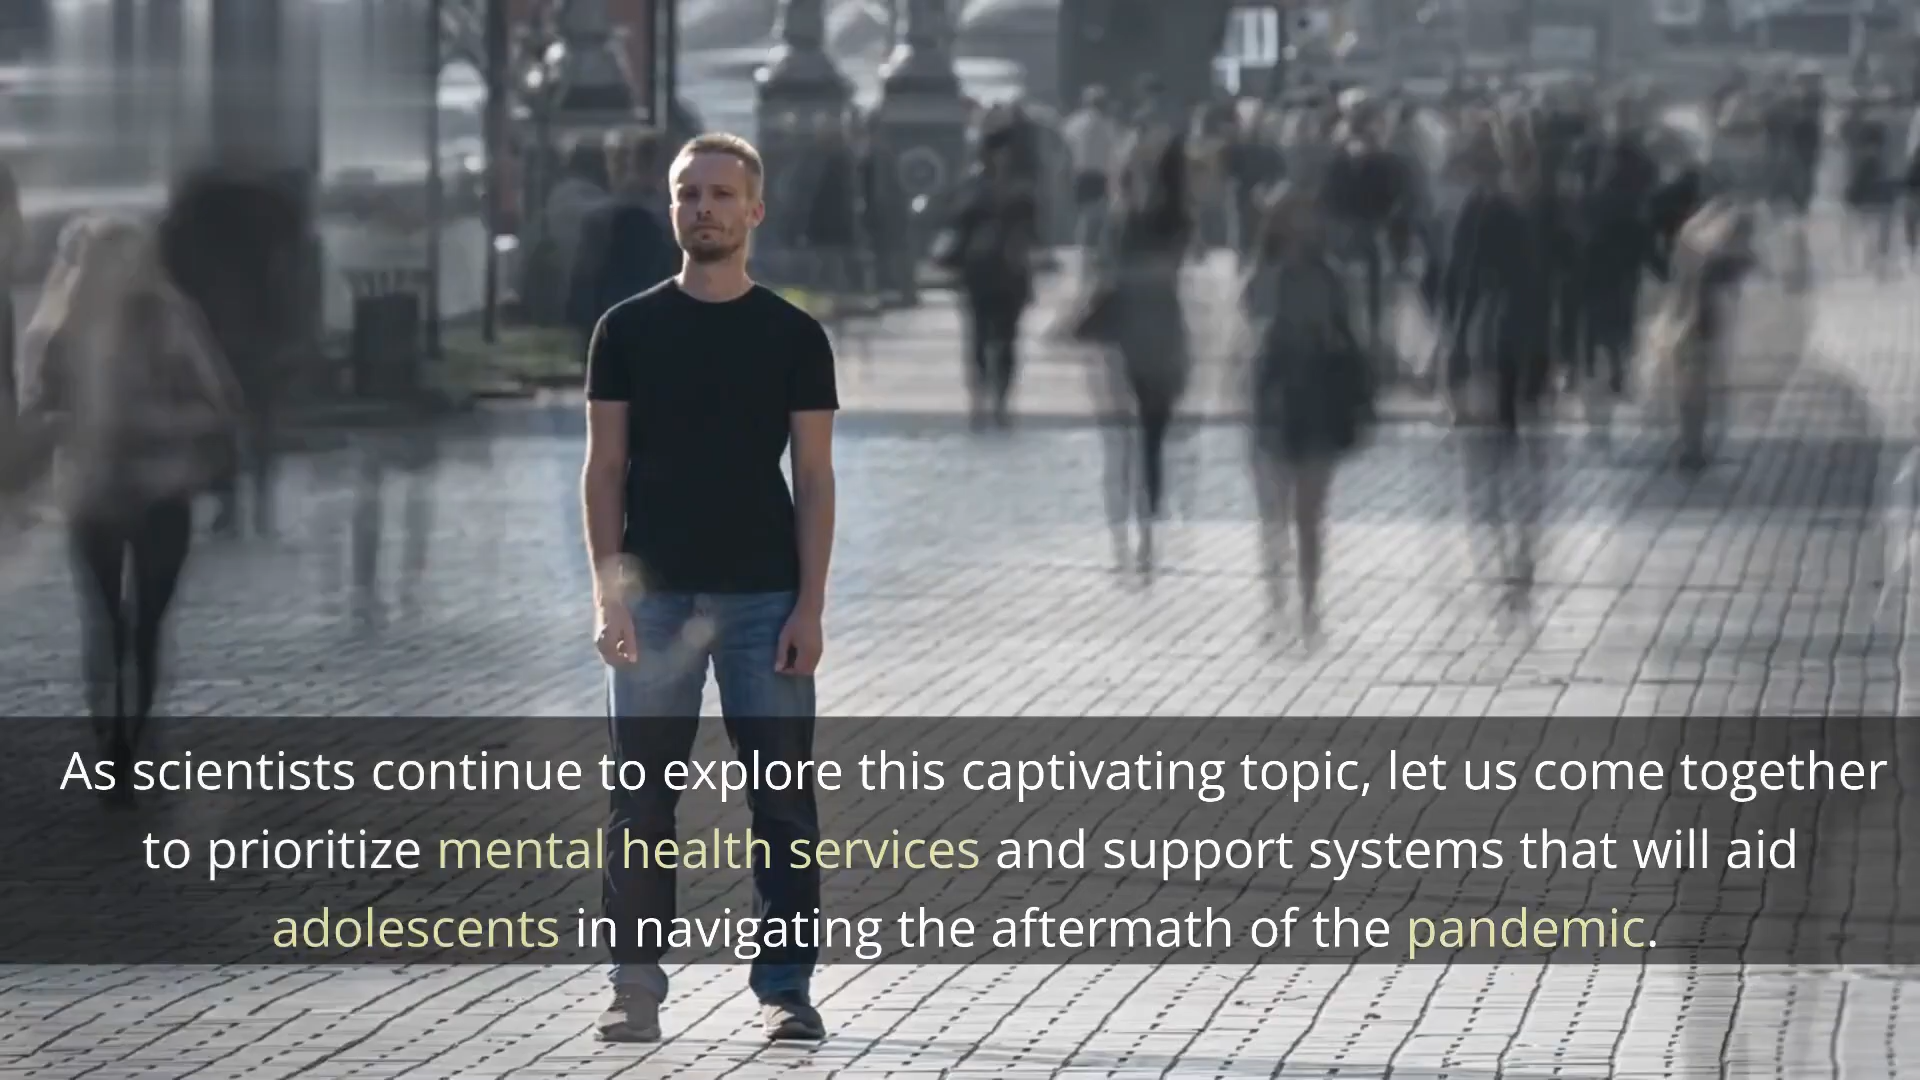 As scientists continue to explore this captivating topic, let us come together
to prioritize mental health services and support systems that will aid
adolescents in navigating the aftermath of the pandemic.